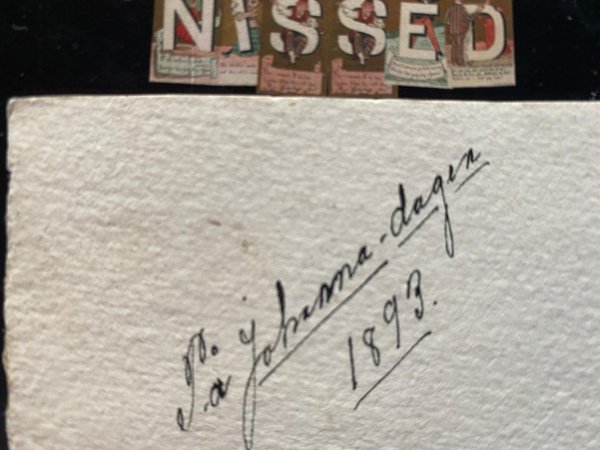 NISSED
På Johanna-dagen
1893.